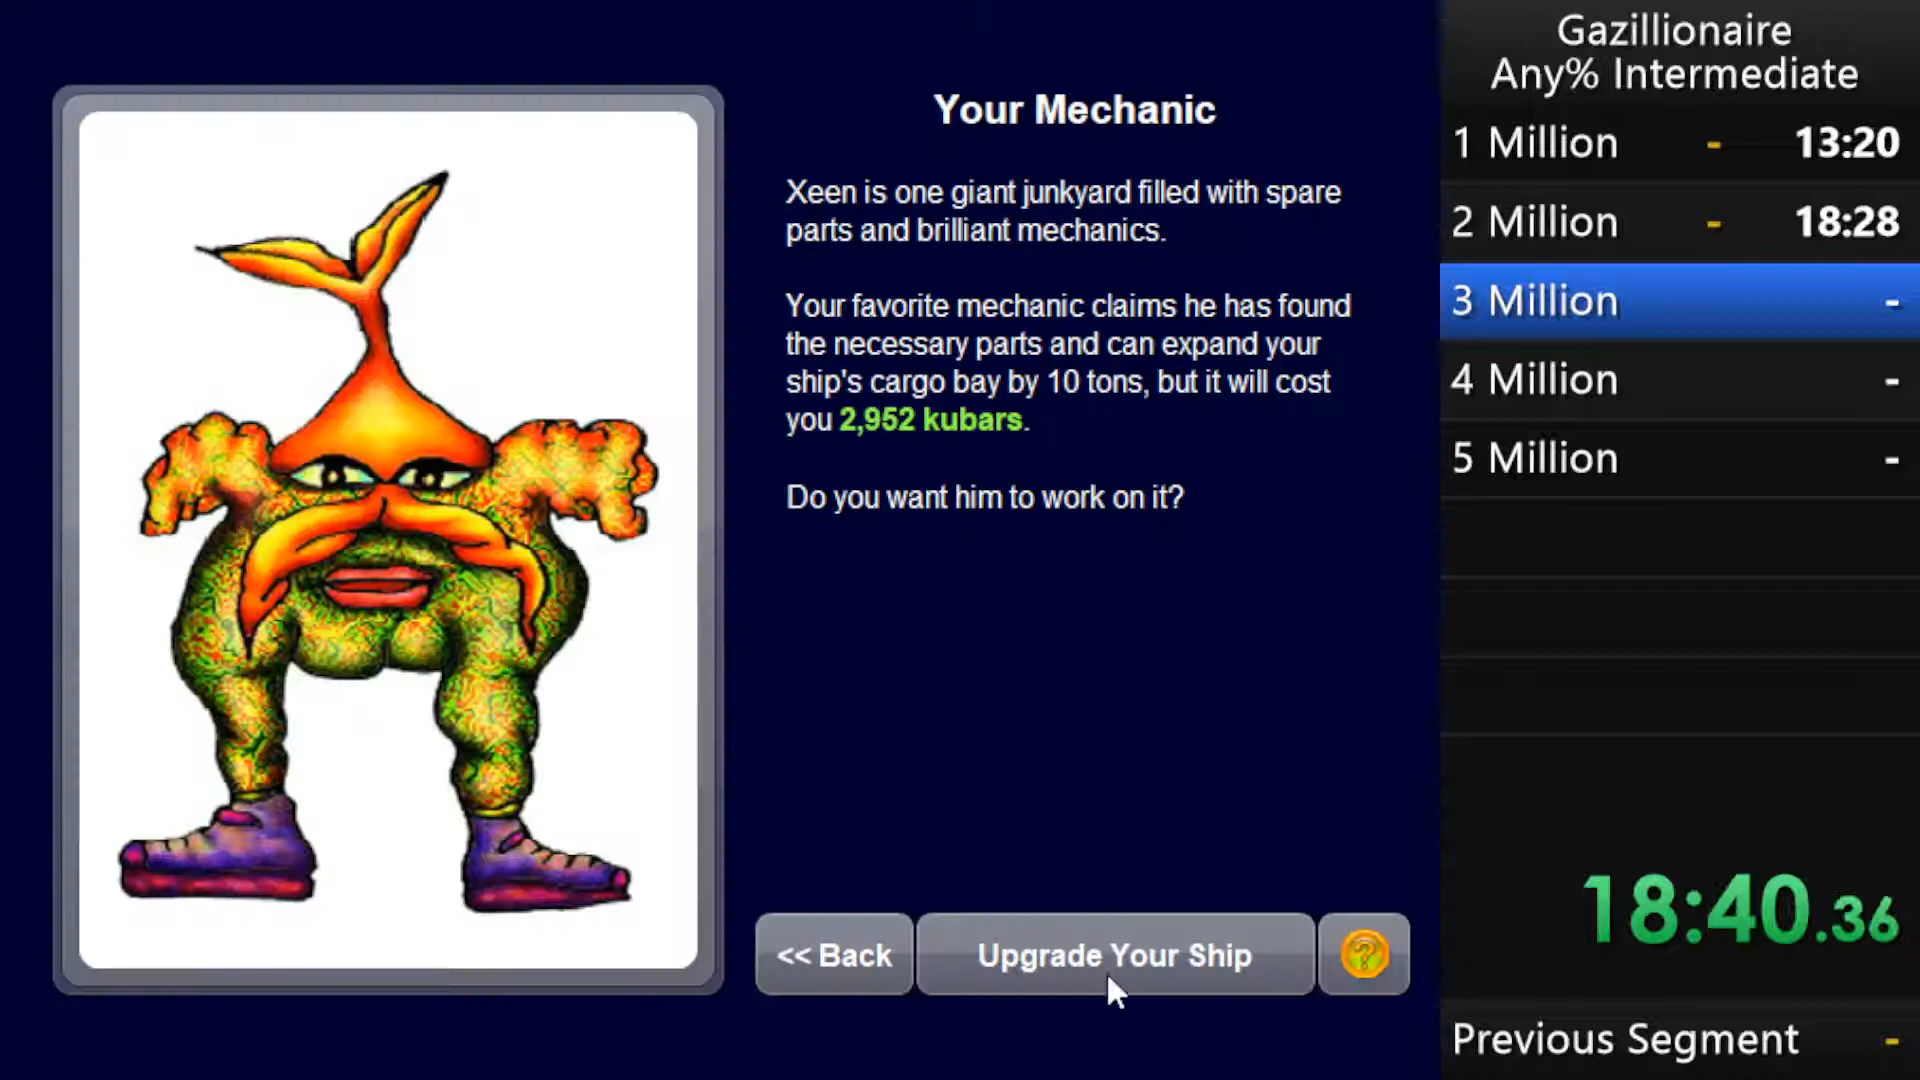 Your Mechanic
Xeen is one giant junkyard filled with spare
parts and brilliant mechanics.
Your favorite mechanic claims he has found
the necessary parts and can expand your
ship's cargo bay by 10 tons, but it will cost
you 2,952 kubars.
Do you want him to work on it?
<< Back
Upgrade Your Ship
?
Gazillionaire
Any% Intermediate
1 Million - 13:20
2 Million - 18:28
3 Million -
4 Million -
5 Million -
18:40.36
Previous Segment -